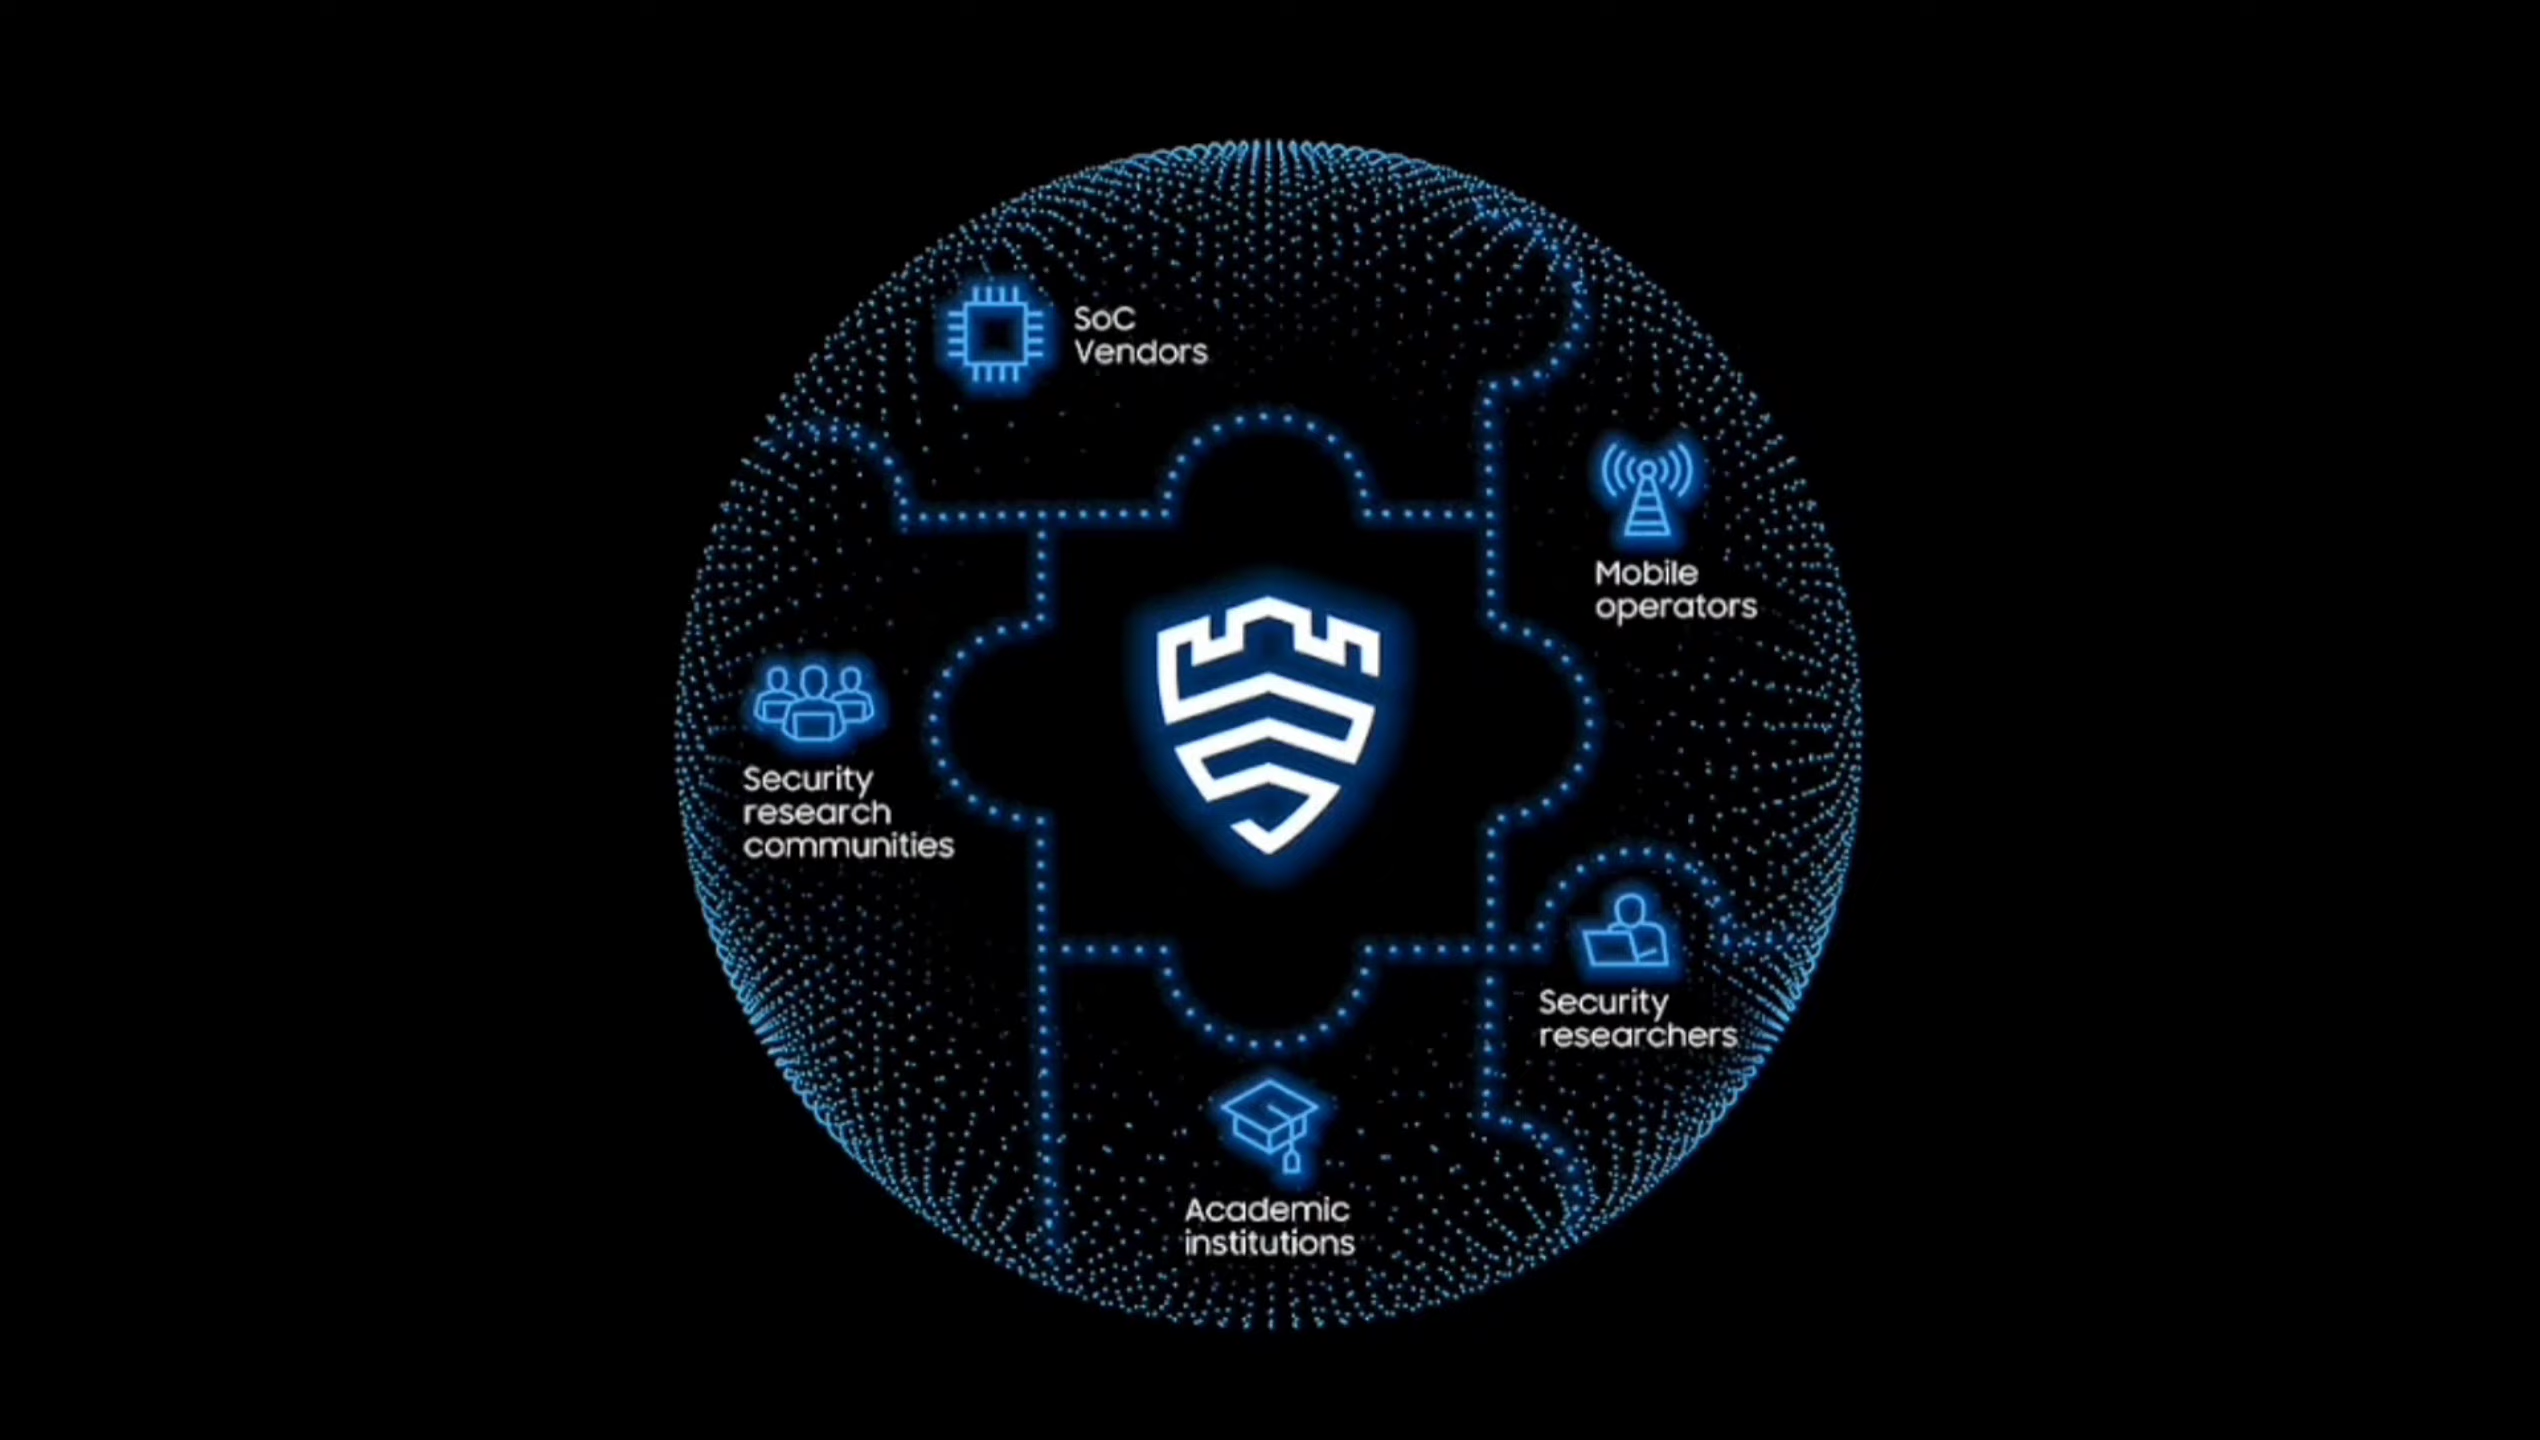 SoC
Vendors
Mobile
operators
Security
research
communities
Security
researchers
Academic
institutions